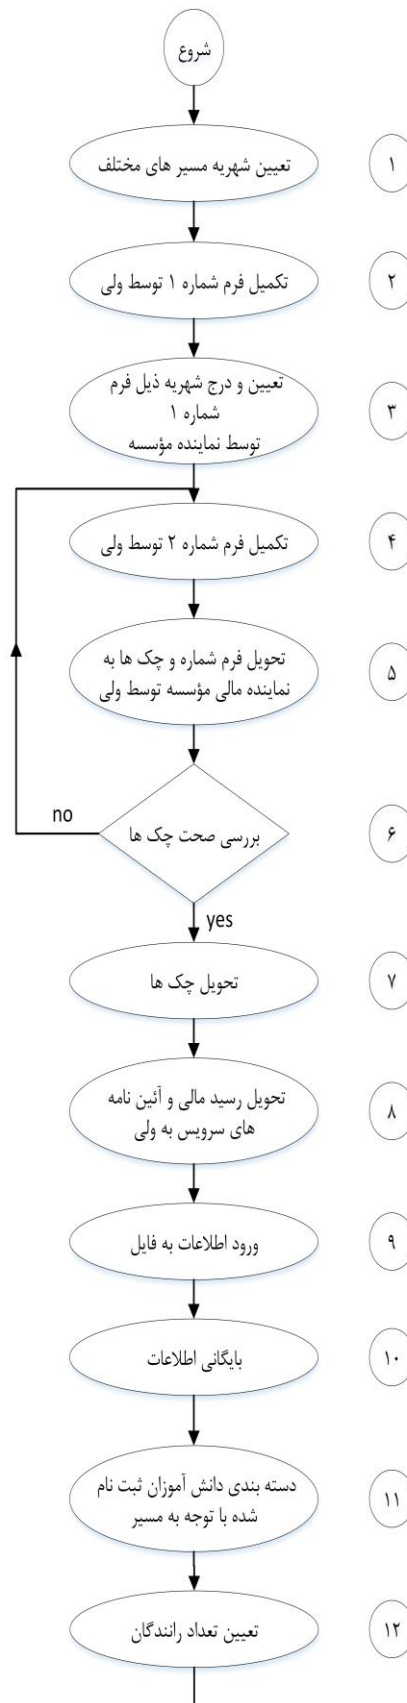 شروع
تعیین شهریه مسیر های مختلف
۱
تکمیل فرم شماره ۱ توسط ولی
۲
تعیین و درج شهریه ذیل فرم
شماره ۱
توسط نماینده مؤسسه
۳
تکمیل فرم شماره ۲ توسط ولی
۴
تحویل فرم شماره و چک ها به
نماینده مالی مؤسسه توسط ولی
۵
بررسی صحت چک ها
no
۶
yes
تحویل چک ها
۷
تحویل رسید مالی و آئین نامه
های سرویس به ولی
۸
ورود اطلاعات به فایل
۹
بایگانی اطلاعات
۱۰
دسته بندی دانش آموزان ثبت نام
شده با توجه به مسیر
۱۱
تعیین تعداد رانندگان
۱۲